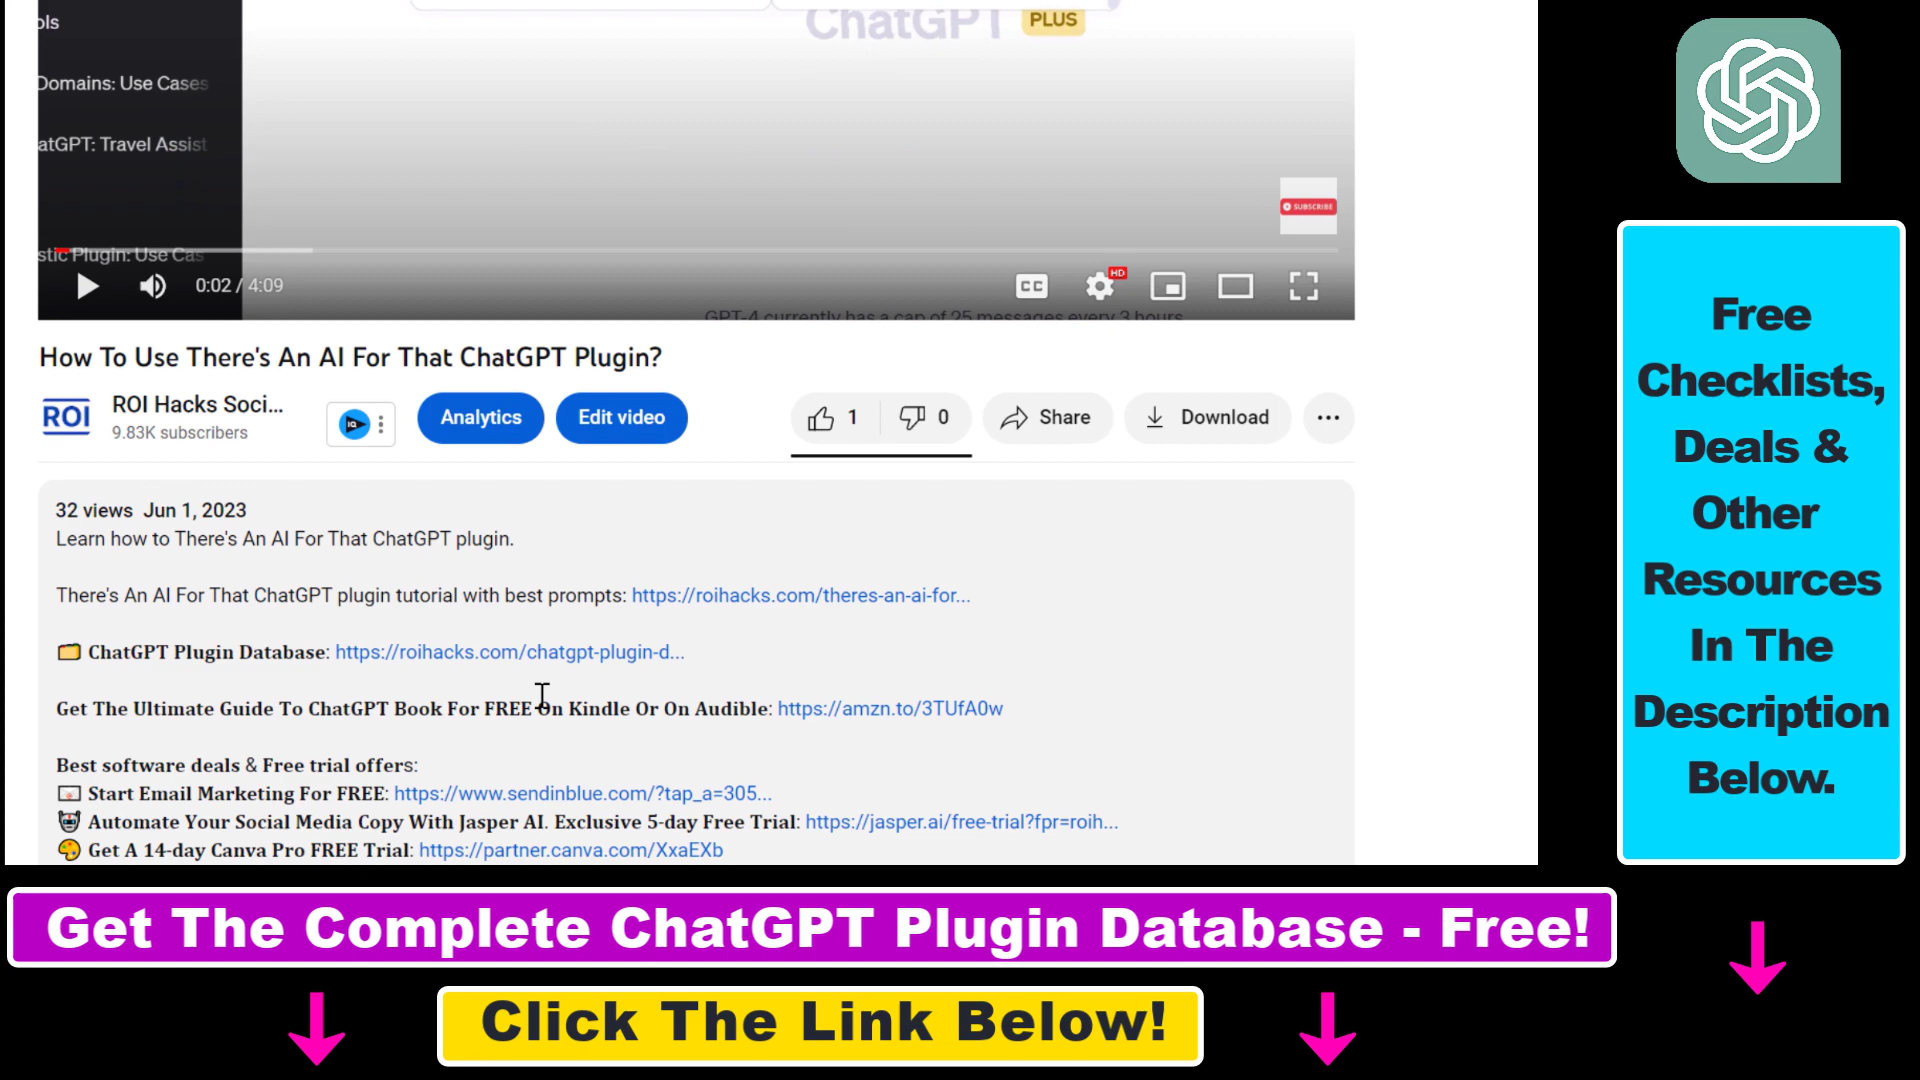 ols
ChatGPT PLUS
Domains: Use Cases
atGPT: Travel Assist
SUBSCRIBE
stic Plugin: Use Cas
0:02 / 4:09
CC
HD
GPT-4 currently has a cap of 25 messages every 3 hours
How To Use There's An AI For That ChatGPT Plugin?
ROI
ROI Hacks Soci...
9.83K subscribers
IQ
Analytics
Edit video
1
0
Share
Download
32 views Jun 1, 2023
Learn how to There's An AI For That ChatGPT plugin.
There's An AI For That ChatGPT plugin tutorial with best prompts: https://roihacks.com/theres-an-ai-for...
ChatGPT Plugin Database: https://roihacks.com/chatgpt-plugin-d...
Get The Ultimate Guide To ChatGPT Book For FREE On Kindle Or On Audible: https://amzn.to/3TUfA0w
Best software deals & Free trial offers:
Start Email Marketing For FREE: https://www.sendinblue.com/?tap_a=305...
Automate Your Social Media Copy With Jasper AI. Exclusive 5-day Free Trial: https://jasper.ai/free-trial?fpr=roih...
Get A 14-day Canva Pro FREE Trial: https://partner.canva.com/XxaEXb
Free
Checklists,
Deals &
Other
Resources
In The
Description
Below.
Get The Complete ChatGPT Plugin Database - Free!
Click The Link Below!